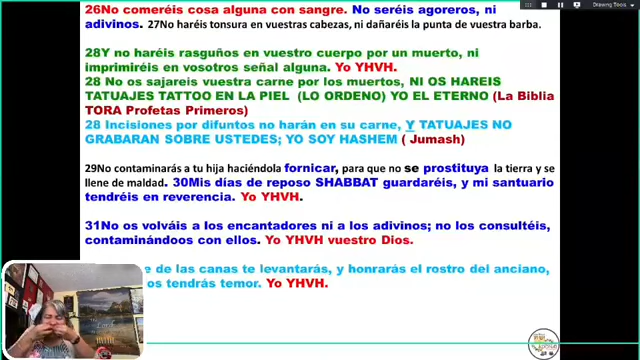 26No comeréis cosa alguna con sangre. No seréis agoreros, ni
adivinos. 27No haréis tonsura en vuestras cabezas, ni dañaréis la punta de vuestra barba.
28Y no haréis rasguños en vuestro cuerpo por un muerto, ni
imprimiréis en vosotros señal alguna. Yo YHVH.
28 No os sajareis vuestra carne por los muertos, NI OS HAREIS
TATUAJES TATTOO EN LA PIEL (LO ORDENO) YO EL ETERNO (La Biblia
TORA Profetas Primeros)
28 Incisiones por difuntos no harán en su carne, Y TATUAJES NO
GRABARAN SOBRE USTEDES; YO SOY HASHEM ( Jumash)
29No contaminarás a tu hija haciéndola fornicar, para que no se prostituya la tierra y se
llene de maldad. 30Mis días de reposo SHABBAT guardaréis, y mi santuario
tendréis en reverencia. Yo YHVH.
31No os volváis a los encantadores ni a los adivinos; no los consultéis,
contaminándoos con ellos. Yo YHVH vuestro Dios.
de las canas te levantarás, y honrarás el rostro del anciano,
os tendrás temor. Yo YHVH.
Drawing Tools
Lord